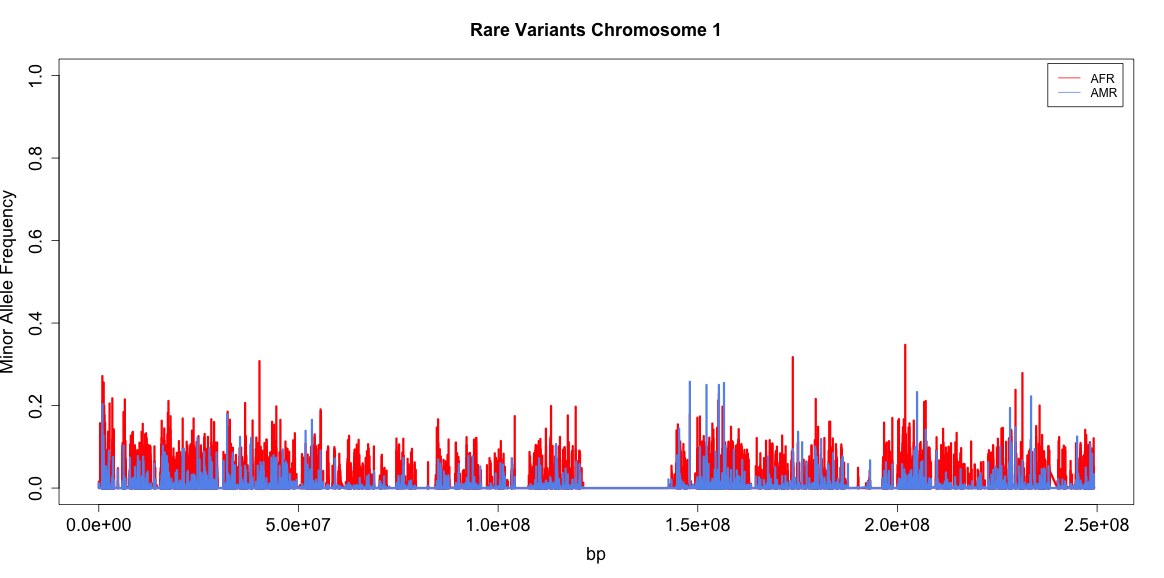 Rare Variants Chromosome 1
AFR
AMR
Minor Allele Frequency
1.0
0.8
0.6
0.4
0.2
0.0
0.0e+00
5.0e+07
1.0e+08
1.5e+08
2.0e+08
2.5e+08
bp